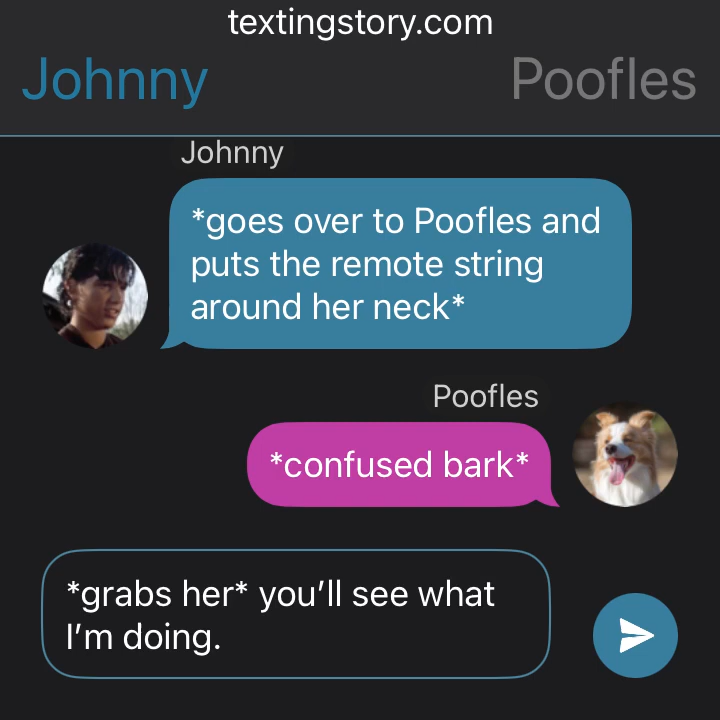 textingstory.com
Johnny Poofles
Johnny
*goes over to Poofles and
puts the remote string
around her neck*
Poofles
*confused bark*
*grabs her* you’ll see what
I’m doing.